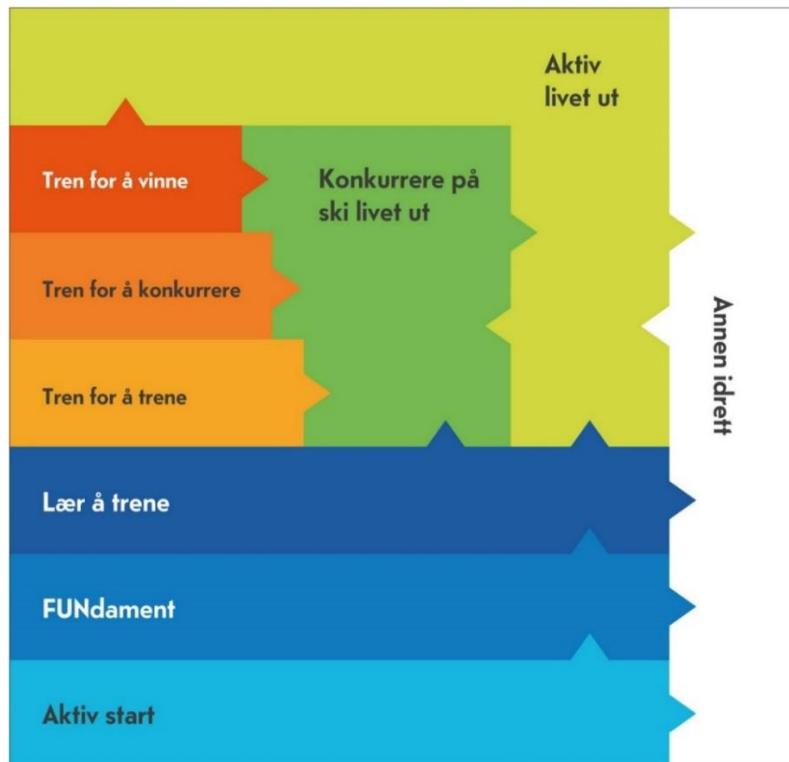 Aktiv
livet ut
Tren for å vinne
Konkurrere på
ski livet ut
Tren for å konkurrere
Annen idrett
Tren for å trene
Lær å trene
FUNdament
Aktiv start